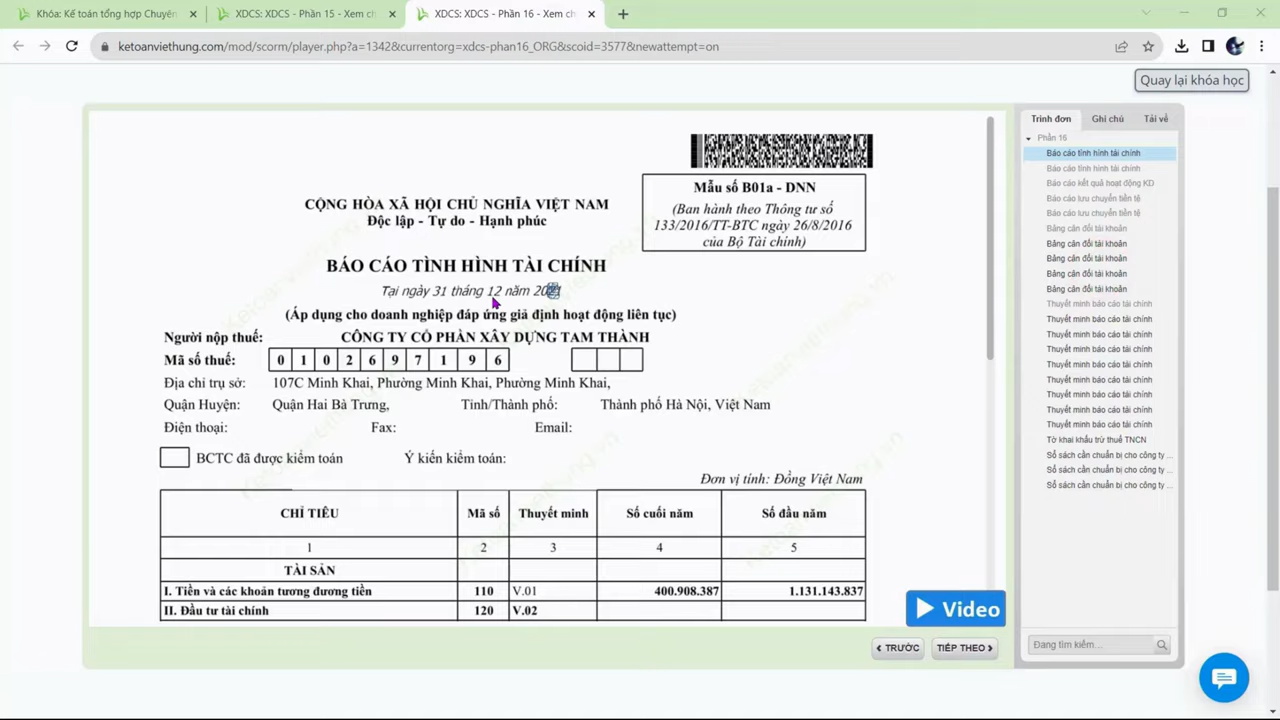 Khóa: Kế toán tổng hợp Chuyên
XDCS: XDCS - Phần 15 - Xem ch
XDCS: XDCS - Phần 16 - Xem ch
ketoanviethung.com/mod/scorm/player.php?a=1342&currentorg=xdcs-phan16_ORG&scoid=3577&newattempt=on
Quay lại khóa học
Mẫu số B01a - DNN
(Ban hành theo Thông tư số
133/2016/TT-BTC ngày 26/8/2016
của Bộ Tài chính)
CỘNG HÒA XÃ HỘI CHỦ NGHĨA VIỆT NAM
Độc lập - Tự do - Hạnh phúc
BÁO CÁO TÌNH HÌNH TÀI CHÍNH
Tại ngày 31 tháng 12 năm
(Áp dụng cho doanh nghiệp đáp ứng giả định hoạt động liên tục)
Người nộp thuế: CÔNG TY CỔ PHẦN XÂY DỰNG TAM THÀNH
Mã số thuế: 0 1 0 2 6 9 7 1 9 6
Địa chỉ trụ sở: 107C Minh Khai, Phường Minh Khai, Phường Minh Khai,
Quận Huyện: Quận Hai Bà Trưng, Tỉnh/Thành phố: Thành phố Hà Nội, Việt Nam
Điện thoại: Fax: Email:
BCTC đã được kiểm toán Ý kiến kiểm toán:
Đơn vị tính: Đồng Việt Nam
CHỈ TIÊU Mã số Thuyết minh Số cuối năm Số đầu năm
1 2 3 4 5
TÀI SẢN
I. Tiền và các khoản tương đương tiền 110 V.01 400.908.387 1.131.143.837
II. Đầu tư tài chính 120 V.02
Video
TRƯỚC TIẾP THEO
Trình đơn Ghi chú Tải về
Phần 16
Báo cáo tình hình tài chính
Báo cáo tình hình tài chính
Báo cáo kết quả hoạt động KD
Báo cáo lưu chuyển tiền tệ
Báo cáo lưu chuyển tiền tệ
Bảng cân đối tài khoản
Bảng cân đối tài khoản
Bảng cân đối tài khoản
Bảng cân đối tài khoản
Bảng cân đối tài khoản
Thuyết minh báo cáo tài chính
Thuyết minh báo cáo tài chính
Thuyết minh báo cáo tài chính
Thuyết minh báo cáo tài chính
Thuyết minh báo cáo tài chính
Thuyết minh báo cáo tài chính
Thuyết minh báo cáo tài chính
Thuyết minh báo cáo tài chính
Thuyết minh báo cáo tài chính
Tờ khai khấu trừ thuế TNCN
Sổ sách cần chuẩn bị cho công ty ...
Sổ sách cần chuẩn bị cho công ty ...
Sổ sách cần chuẩn bị cho công ty ...
Đang tìm kiếm...